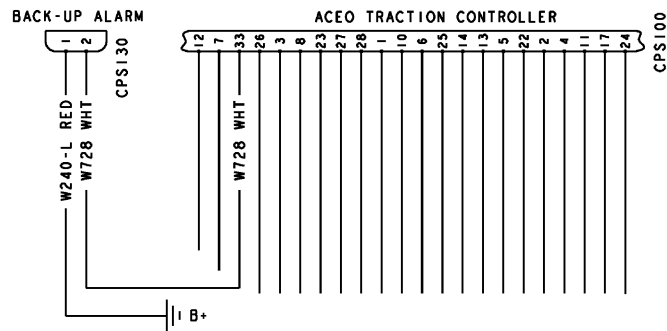 BACK-UP ALARM
1 2
CPS130
ACEO TRACTION CONTROLLER
12 7 33 26 3 8 23 27 28 1 10 6 25 14 13 5 22 2 4 11 17 24
CPS100
W240-L RED
W728 WHT
W728 WHT
B+